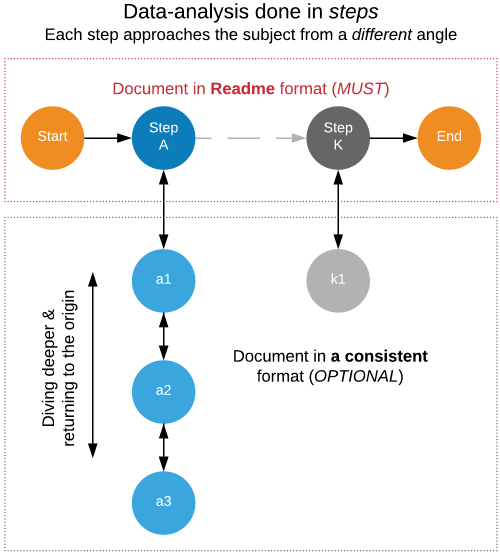 Data-analysis done in steps
Each step approaches the subject from a different angle
Document in Readme format (MUST)
Start
Step
A
Step
K
End
a1
k1
Diving deeper &
returning to the origin
a2
Document in a consistent
format (OPTIONAL)
a3